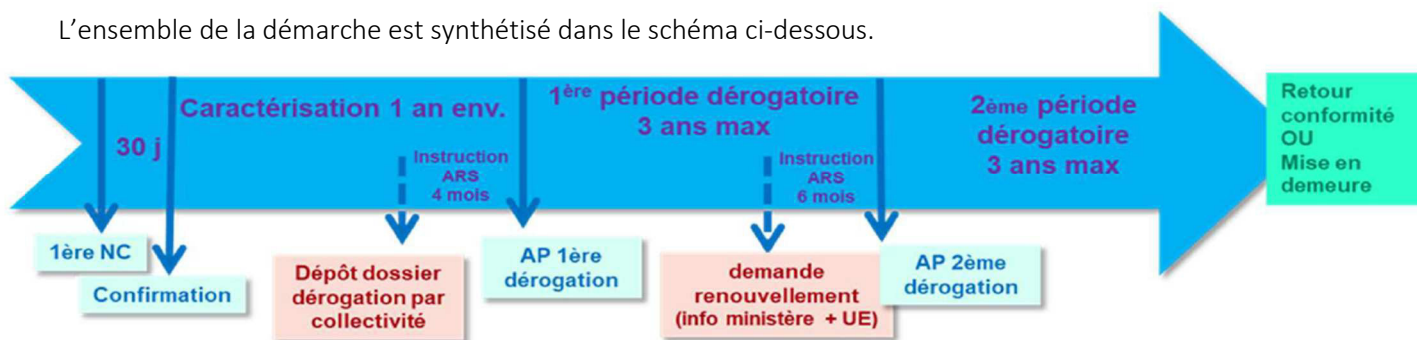 L’ensemble de la démarche est synthétisé dans le schéma ci-dessous.
30 j
Caractérisation 1 an env.
Instruction
ARS
4 mois
1ère période dérogatoire
3 ans max
Instruction
ARS
6 mois
2ème période
dérogatoire
3 ans max
Retour
conformité
OU
Mise en
demeure
1ère NC
Confirmation
Dépôt dossier
dérogation par
collectivité
AP 1ère
dérogation
demande
renouvellement
(info ministère + UE)
AP 2ème
dérogation